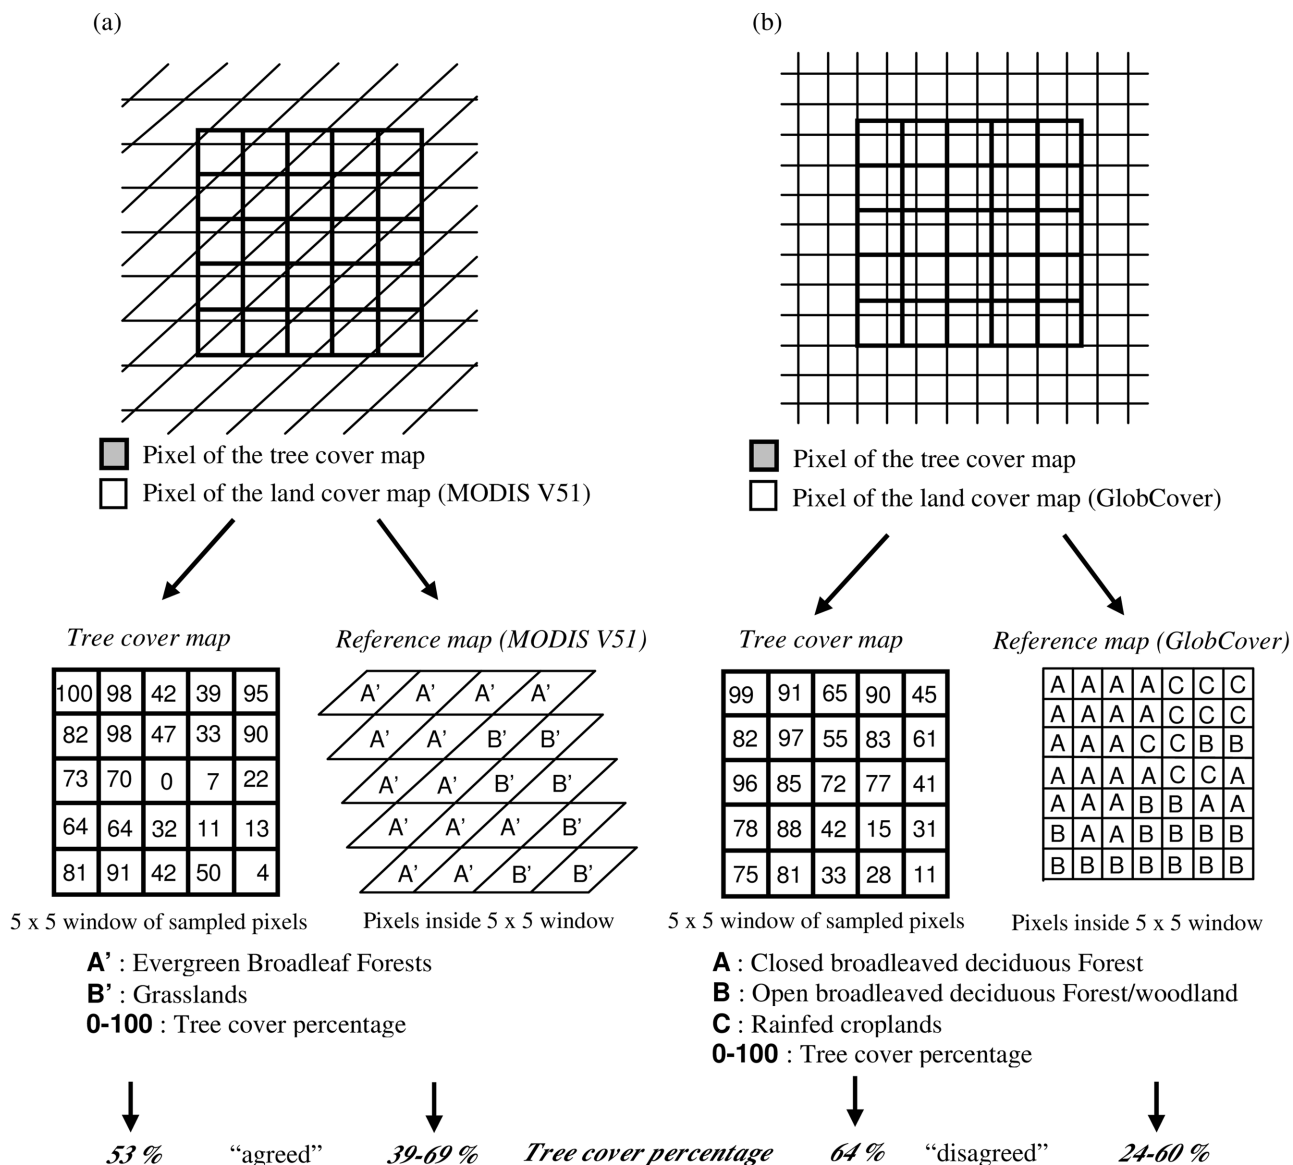 (a)
(b)
Pixel of the tree cover map
Pixel of the land cover map (MODIS V51)
Pixel of the tree cover map
Pixel of the land cover map (GlobCover)
Tree cover map
Reference map (MODIS V51)
100 98 42 39 95
82 98 47 33 90
73 70 0 7 22
64 64 32 11 13
81 91 42 50 4
A’ A’ A’ A’
A’ A’ B’ B’
A’ A’ B’ B’
A’ A’ A’ B’
A’ A’ B’ B’
5 x 5 window of sampled pixels
Pixels inside 5 x 5 window
A’ : Evergreen Broadleaf Forests
B’ : Grasslands
0-100 : Tree cover percentage
Tree cover map
Reference map (GlobCover)
99 91 65 90 45
82 97 55 83 61
96 85 72 77 41
78 88 42 15 31
75 81 33 28 11
A A A A C C C
A A A A C C C
A A A C C B B
A A A A C C A
A A A B B A A
B A A B B B B
B B B B B B B
5 x 5 window of sampled pixels
Pixels inside 5 x 5 window
A : Closed broadleaved deciduous Forest
B : Open broadleaved deciduous Forest/woodland
C : Rainfed croplands
0-100 : Tree cover percentage
53 % “agreed” 39-69 % Tree cover percentage 64 % “disagreed” 24-60 %